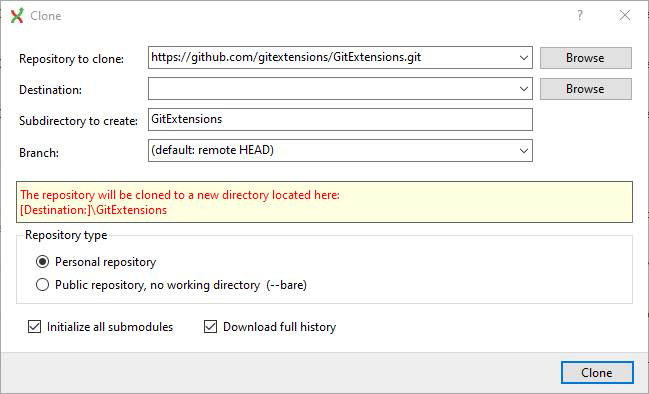 Clone
?
Repository to clone: https://github.com/gitextensions/GitExtensions.git Browse
Destination: Browse
Subdirectory to create: GitExtensions
Branch: (default: remote HEAD)
The repository will be cloned to a new directory located here:
[Destination:]\GitExtensions
Repository type
Personal repository
Public repository, no working directory (--bare)
Initialize all submodules Download full history
Clone